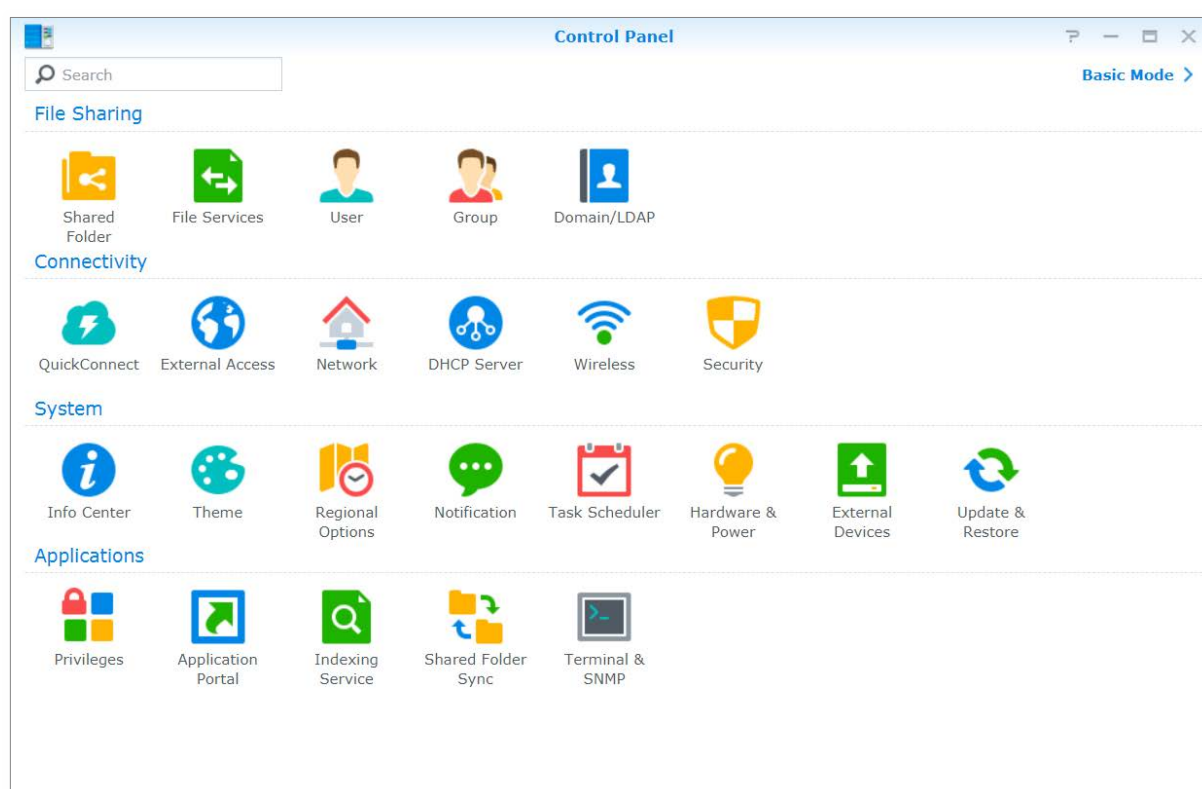 Control Panel
Search
Basic Mode
File Sharing
Shared
Folder
File Services
User
Group
Domain/LDAP
Connectivity
QuickConnect
External Access
Network
DHCP Server
Wireless
Security
System
Info Center
Theme
Regional
Options
Notification
Task Scheduler
Hardware &
Power
External
Devices
Update &
Restore
Applications
Privileges
Application
Portal
Indexing
Service
Shared Folder
Sync
Terminal &
SNMP